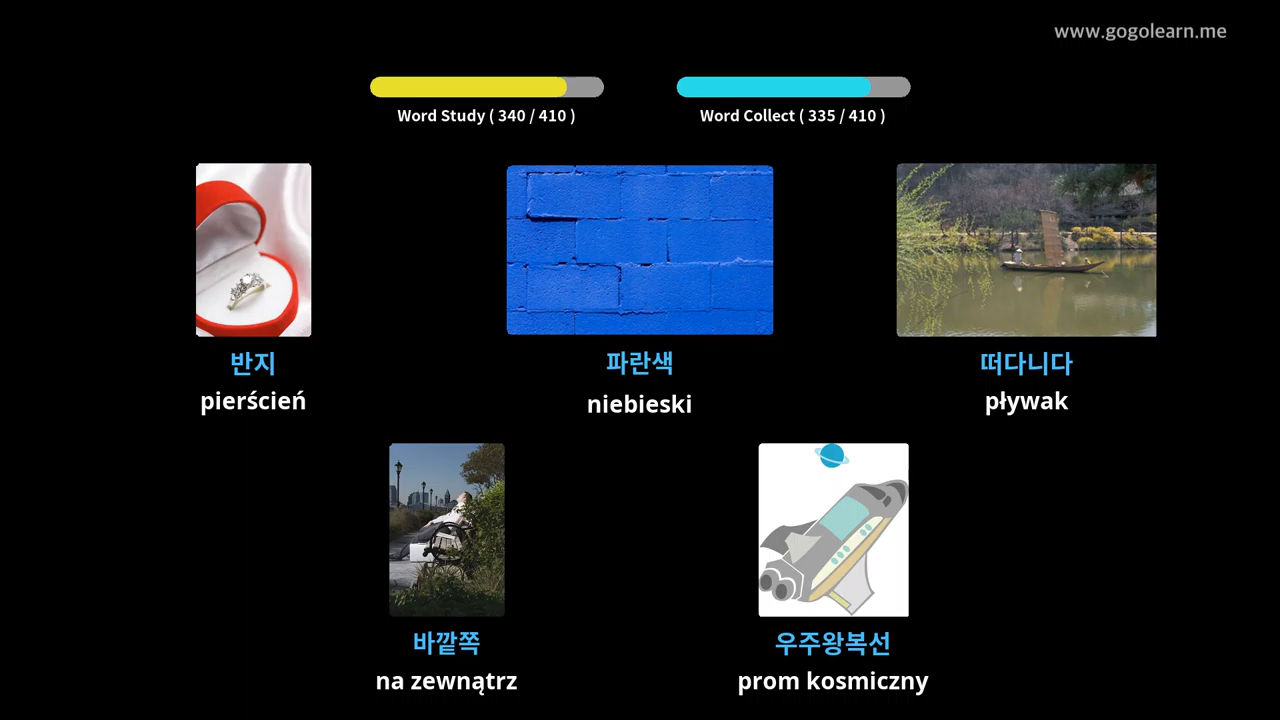 www.gogolearn.me
Word Study ( 340 / 410 )
Word Collect ( 335 / 410 )
반지
pierścień
파란색
niebieski
떠다니다
pływak
바깥쪽
na zewnątrz
우주왕복선
prom kosmiczny